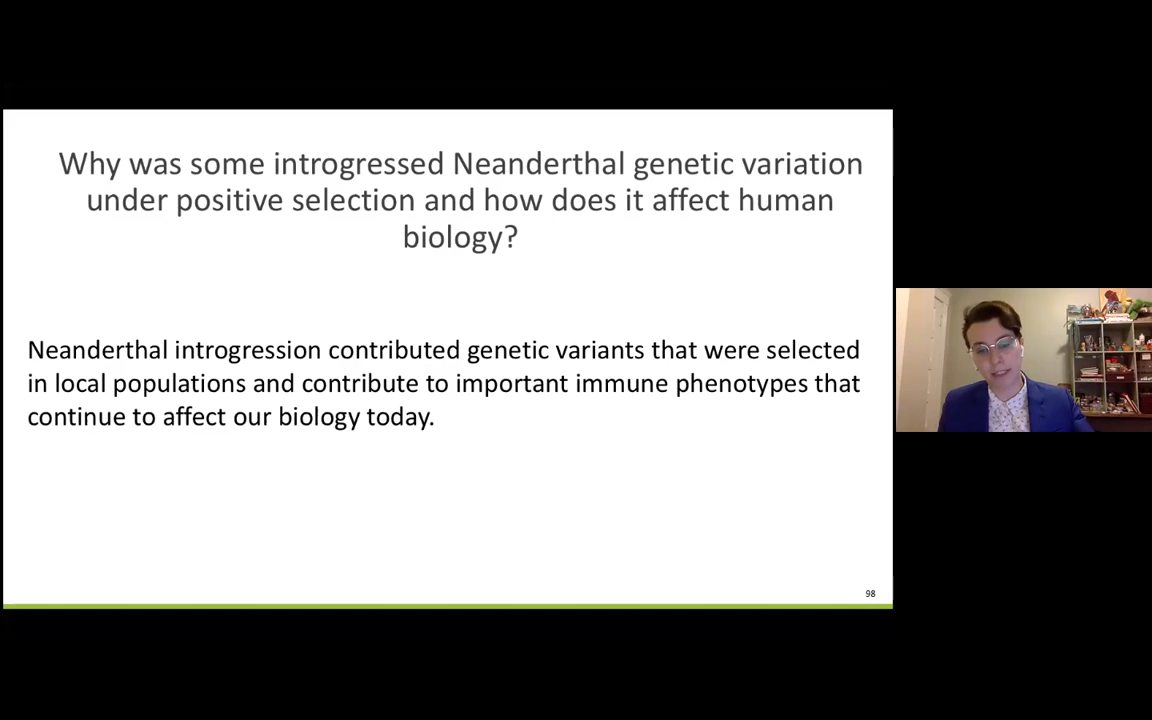 Why was some introgressed Neanderthal genetic variation
under positive selection and how does it affect human
biology?
Neanderthal introgression contributed genetic variants that were selected
in local populations and contribute to important immune phenotypes that
continue to affect our biology today.
98